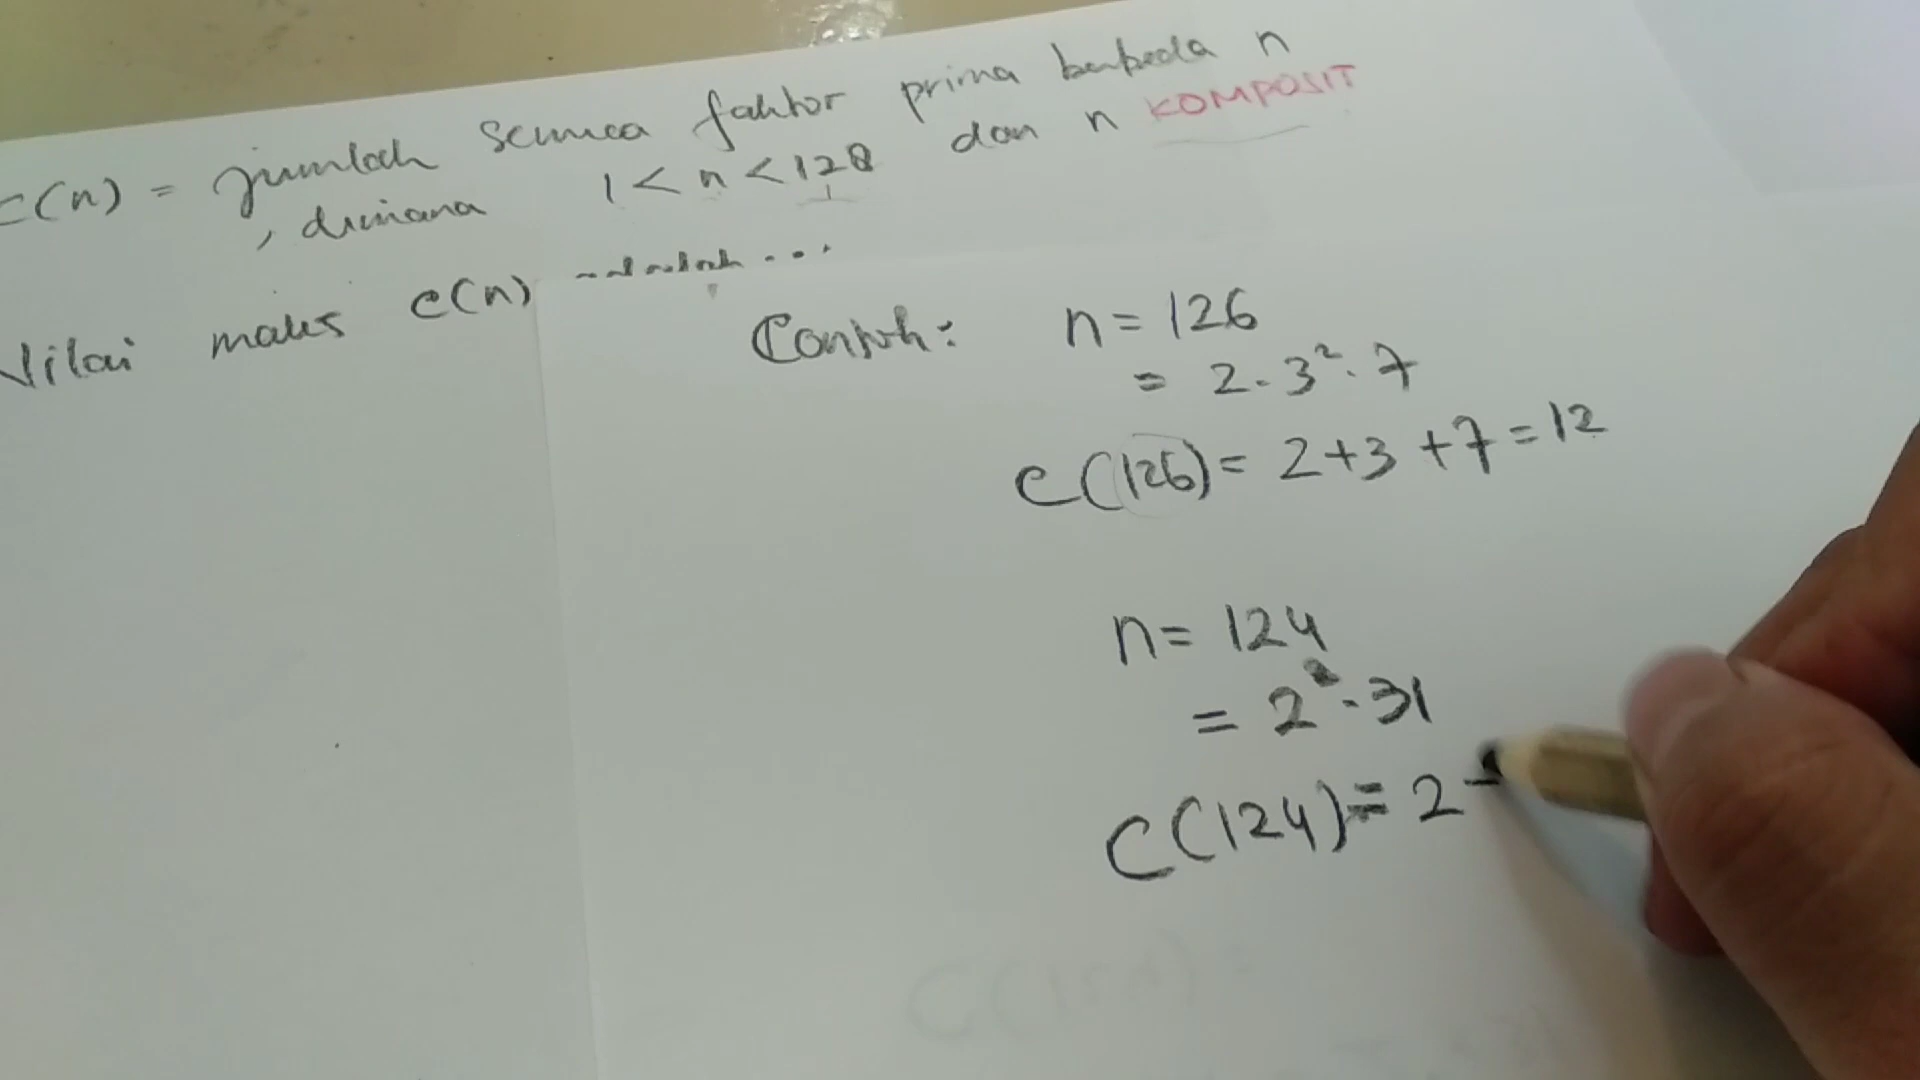 C(n) = jumlah semua faktor prima berbeda n
, dimana 1 < n < 128 dan n KOMPOSIT
Nilai maks C(n) adalah ...
Contoh: n = 126
= 2 . 3² . 7
C(126) = 2 + 3 + 7 = 12
n = 124
= 2² . 31
C(124) = 2